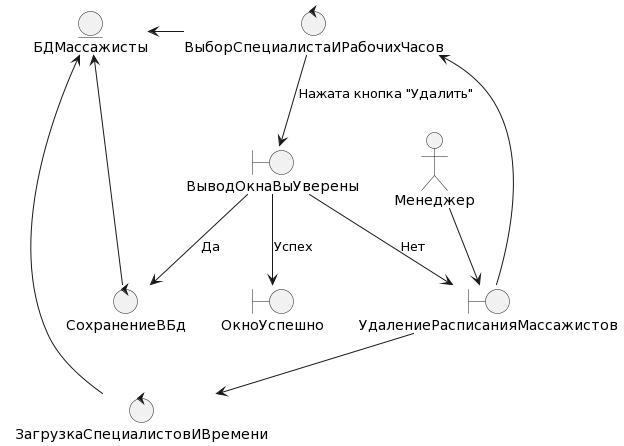 БДМассажисты
ВыборСпециалистаИРабочихЧасов
Нажата кнопка "Удалить"
ВыводОкнаВыУверены
Менеджер
Да
Успех
Нет
СохранениеВБд
ОкноУспешно
УдалениеРасписанияМассажистов
ЗагрузкаСпециалистовИВремени